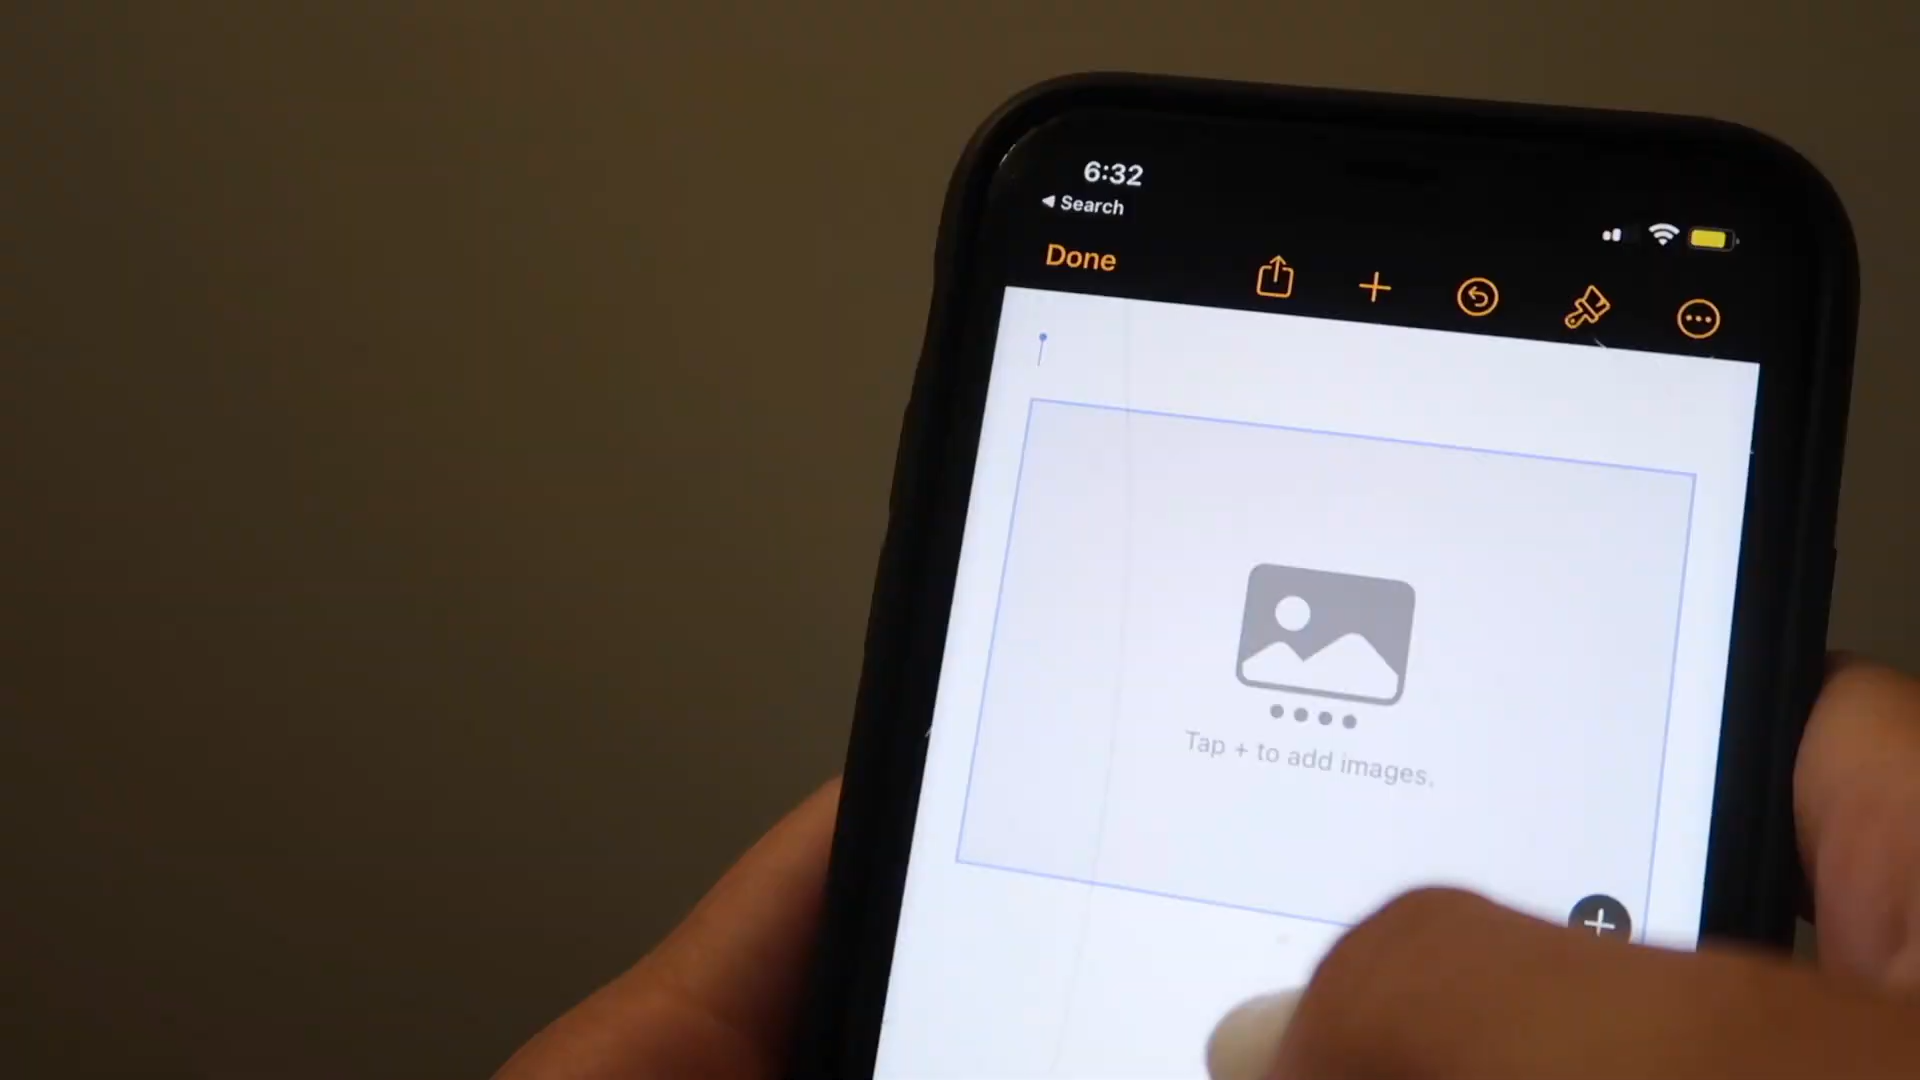 6:32
◀ Search
Done
Tap + to add images.